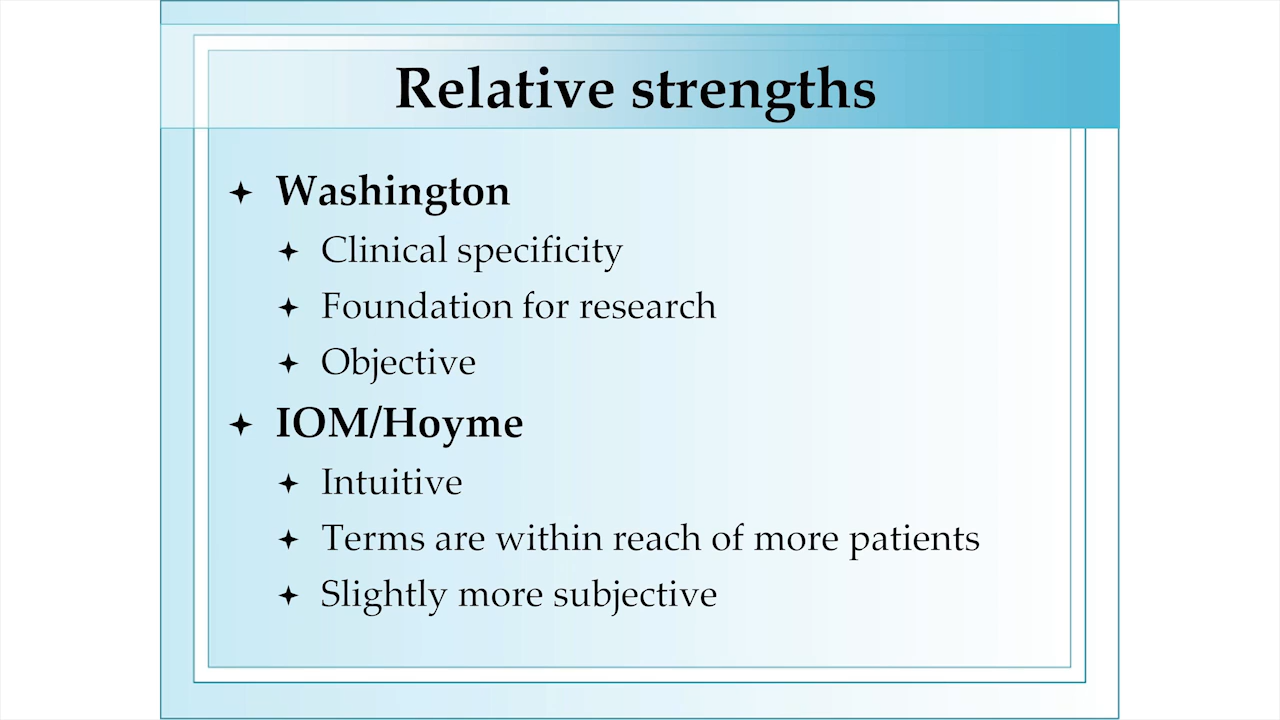 Relative strengths
Washington
Clinical specificity
Foundation for research
Objective
IOM/Hoyme
Intuitive
Terms are within reach of more patients
Slightly more subjective